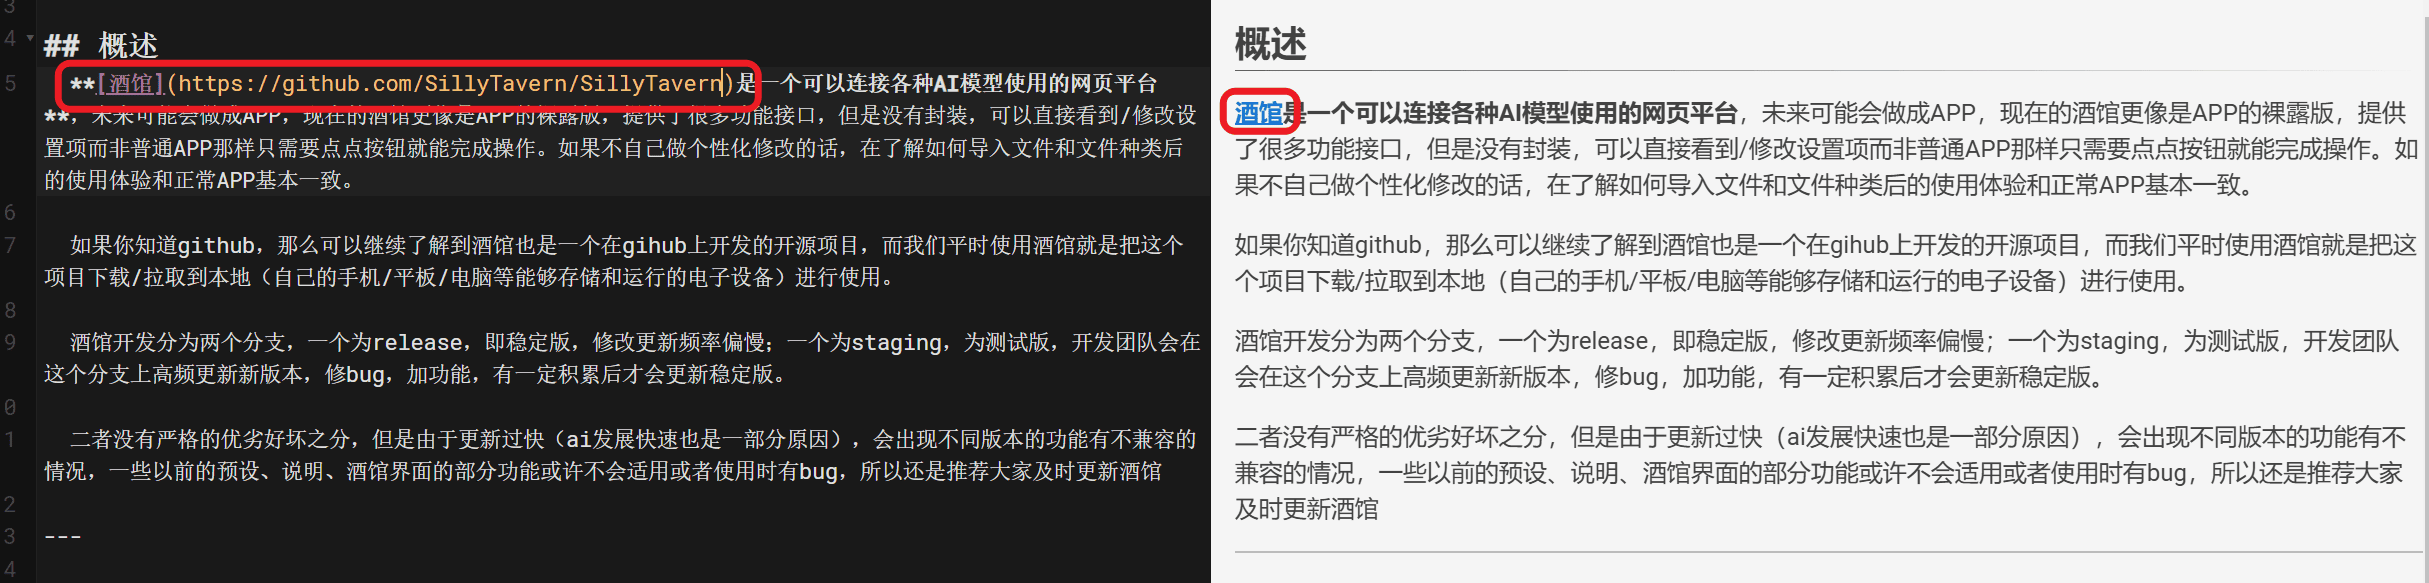 3
4
## 概述
5
**[酒馆](https://github.com/SillyTavern/SillyTavern)是一个可以连接各种AI模型使用的网页平台
**，未来可能会做成APP，现在的酒馆更像是APP的裸露版，提供了很多功能接口，但是没有封装，可以直接看到/修改设
置项而非普通APP那样只需要点点按钮就能完成操作。如果不自己做个性化修改的话，在了解如何导入文件和文件种类后
的使用体验和正常APP基本一致。
6
7
如果你知道github，那么可以继续了解到酒馆也是一个在gihub上开发的开源项目，而我们平时使用酒馆就是把这个
项目下载/拉取到本地（自己的手机/平板/电脑等能够存储和运行的电子设备）进行使用。
8
9
酒馆开发分为两个分支，一个为release，即稳定版，修改更新频率偏慢；一个为staging，为测试版，开发团队会在
这个分支上高频更新新版本，修bug，加功能，有一定积累后才会更新稳定版。
0
1
二者没有严格的优劣好坏之分，但是由于更新过快（ai发展快速也是一部分原因），会出现不同版本的功能有不兼容的
情况，一些以前的预设、说明、酒馆界面的部分功能或许不会适用或者使用时有bug，所以还是推荐大家及时更新酒馆
2
3
---
4
概述
酒馆是一个可以连接各种AI模型使用的网页平台，未来可能会做成APP，现在的酒馆更像是APP的裸露版，提供
了很多功能接口，但是没有封装，可以直接看到/修改设置项而非普通APP那样只需要点点按钮就能完成操作。如
果不自己做个性化修改的话，在了解如何导入文件和文件种类后的使用体验和正常APP基本一致。
如果你知道github，那么可以继续了解到酒馆也是一个在gihub上开发的开源项目，而我们平时使用酒馆就是把这
个项目下载/拉取到本地（自己的手机/平板/电脑等能够存储和运行的电子设备）进行使用。
酒馆开发分为两个分支，一个为release，即稳定版，修改更新频率偏慢；一个为staging，为测试版，开发团队
会在这个分支上高频更新新版本，修bug，加功能，有一定积累后才会更新稳定版。
二者没有严格的优劣好坏之分，但是由于更新过快（ai发展快速也是一部分原因），会出现不同版本的功能有不
兼容的情况，一些以前的预设、说明、酒馆界面的部分功能或许不会适用或者使用时有bug，所以还是推荐大家
及时更新酒馆